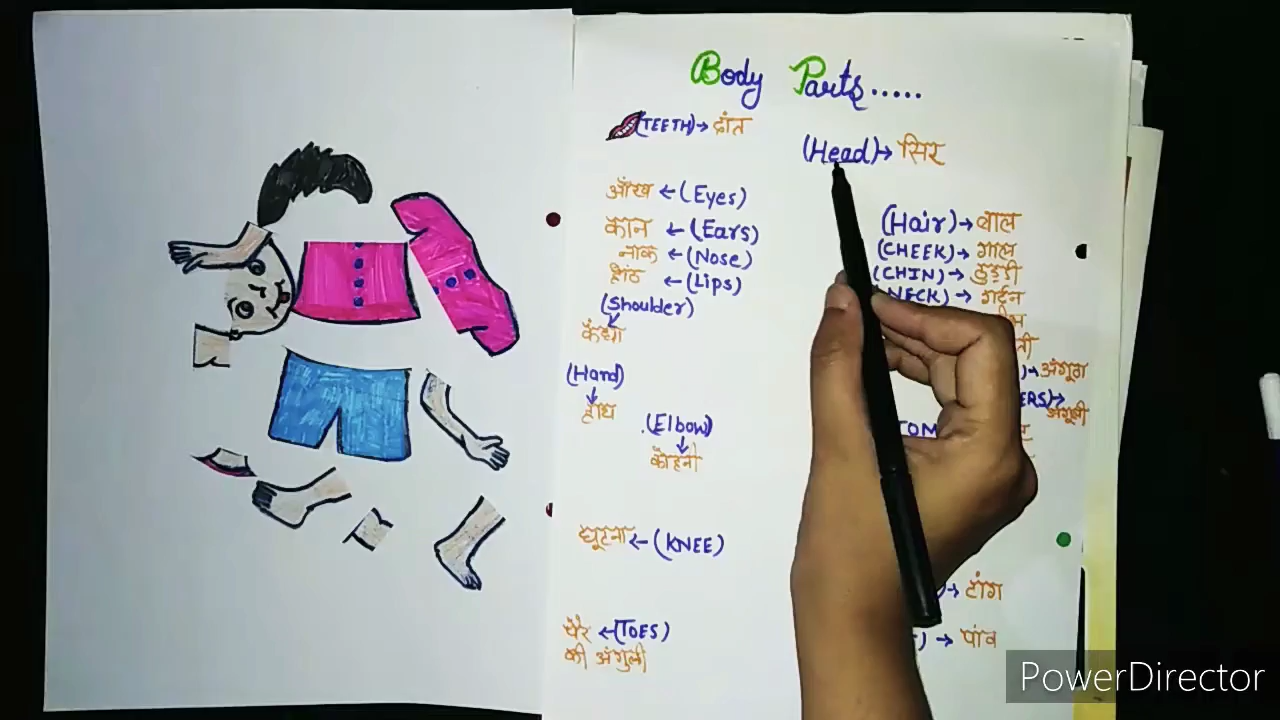 Body Parts.....
(TEETH)→ दांत
(Head)→ सिर
आँख ←(Eyes)
(Hair)→ बाल
कान ←(Ears)
(CHEEK)→ गाल
नाक ←(Nose)
(CHIN)→ ठुड्डी
←(Lips)
(NECK)→ गर्दन
(Shoulder)
कँधा
(Hand)
हाथ
(Elbow)
कोहनी
घूटना ←(KNEE)
→ टांग
पैर ←(TOES)
→ पांव
की अंगुली
PowerDirector